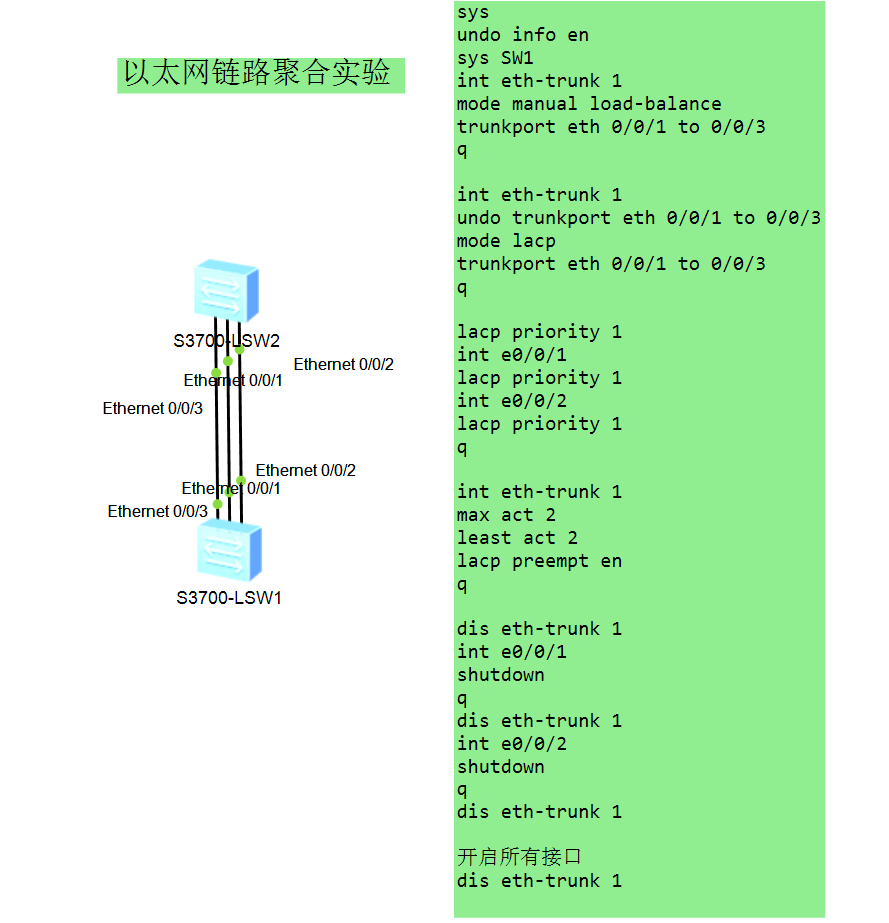 以太网链路聚合实验
S3700-LSW2
Ethernet 0/0/2
Ethernet 0/0/1
Ethernet 0/0/3
Ethernet 0/0/2
Ethernet 0/0/1
Ethernet 0/0/3
S3700-LSW1
sys
undo info en
sys SW1
int eth-trunk 1
mode manual load-balance
trunkport eth 0/0/1 to 0/0/3
q
int eth-trunk 1
undo trunkport eth 0/0/1 to 0/0/3
mode lacp
trunkport eth 0/0/1 to 0/0/3
q
lacp priority 1
int e0/0/1
lacp priority 1
int e0/0/2
lacp priority 1
q
int eth-trunk 1
max act 2
least act 2
lacp preempt en
q
dis eth-trunk 1
int e0/0/1
shutdown
q
dis eth-trunk 1
int e0/0/2
shutdown
q
dis eth-trunk 1
开启所有接口
dis eth-trunk 1